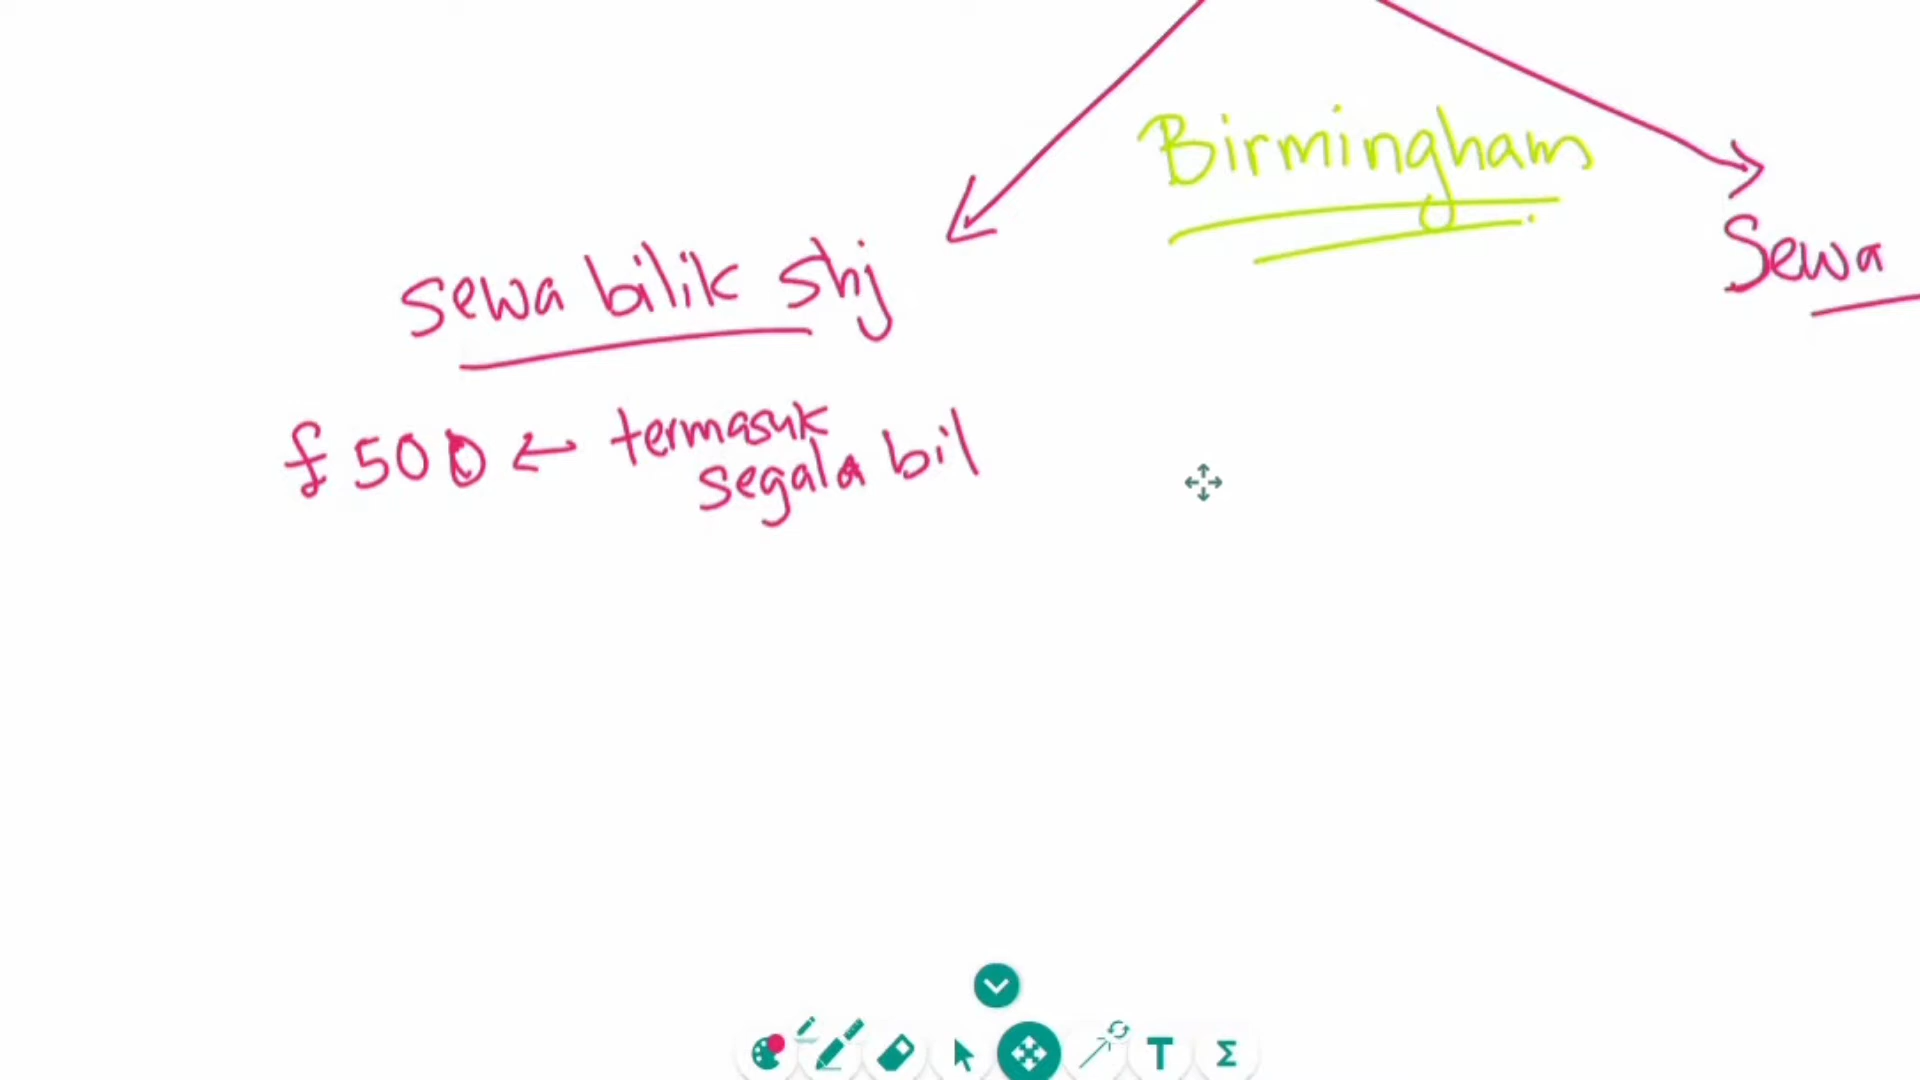 Birmingham
sewa bilik shj
Sewa
£500 ← termasuk
segala bil
T
Σ